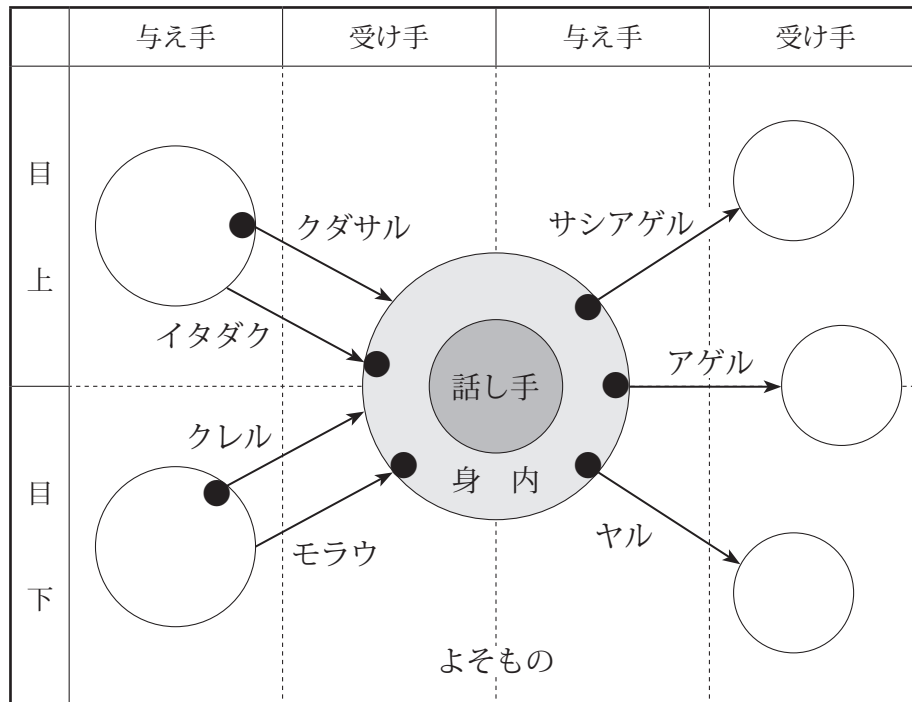 与え手 受け手 与え手 受け手
目上
クダサル
サシアゲル
イタダク
アゲル
話し手
クレル
身内
目下
モラウ
ヤル
よそもの